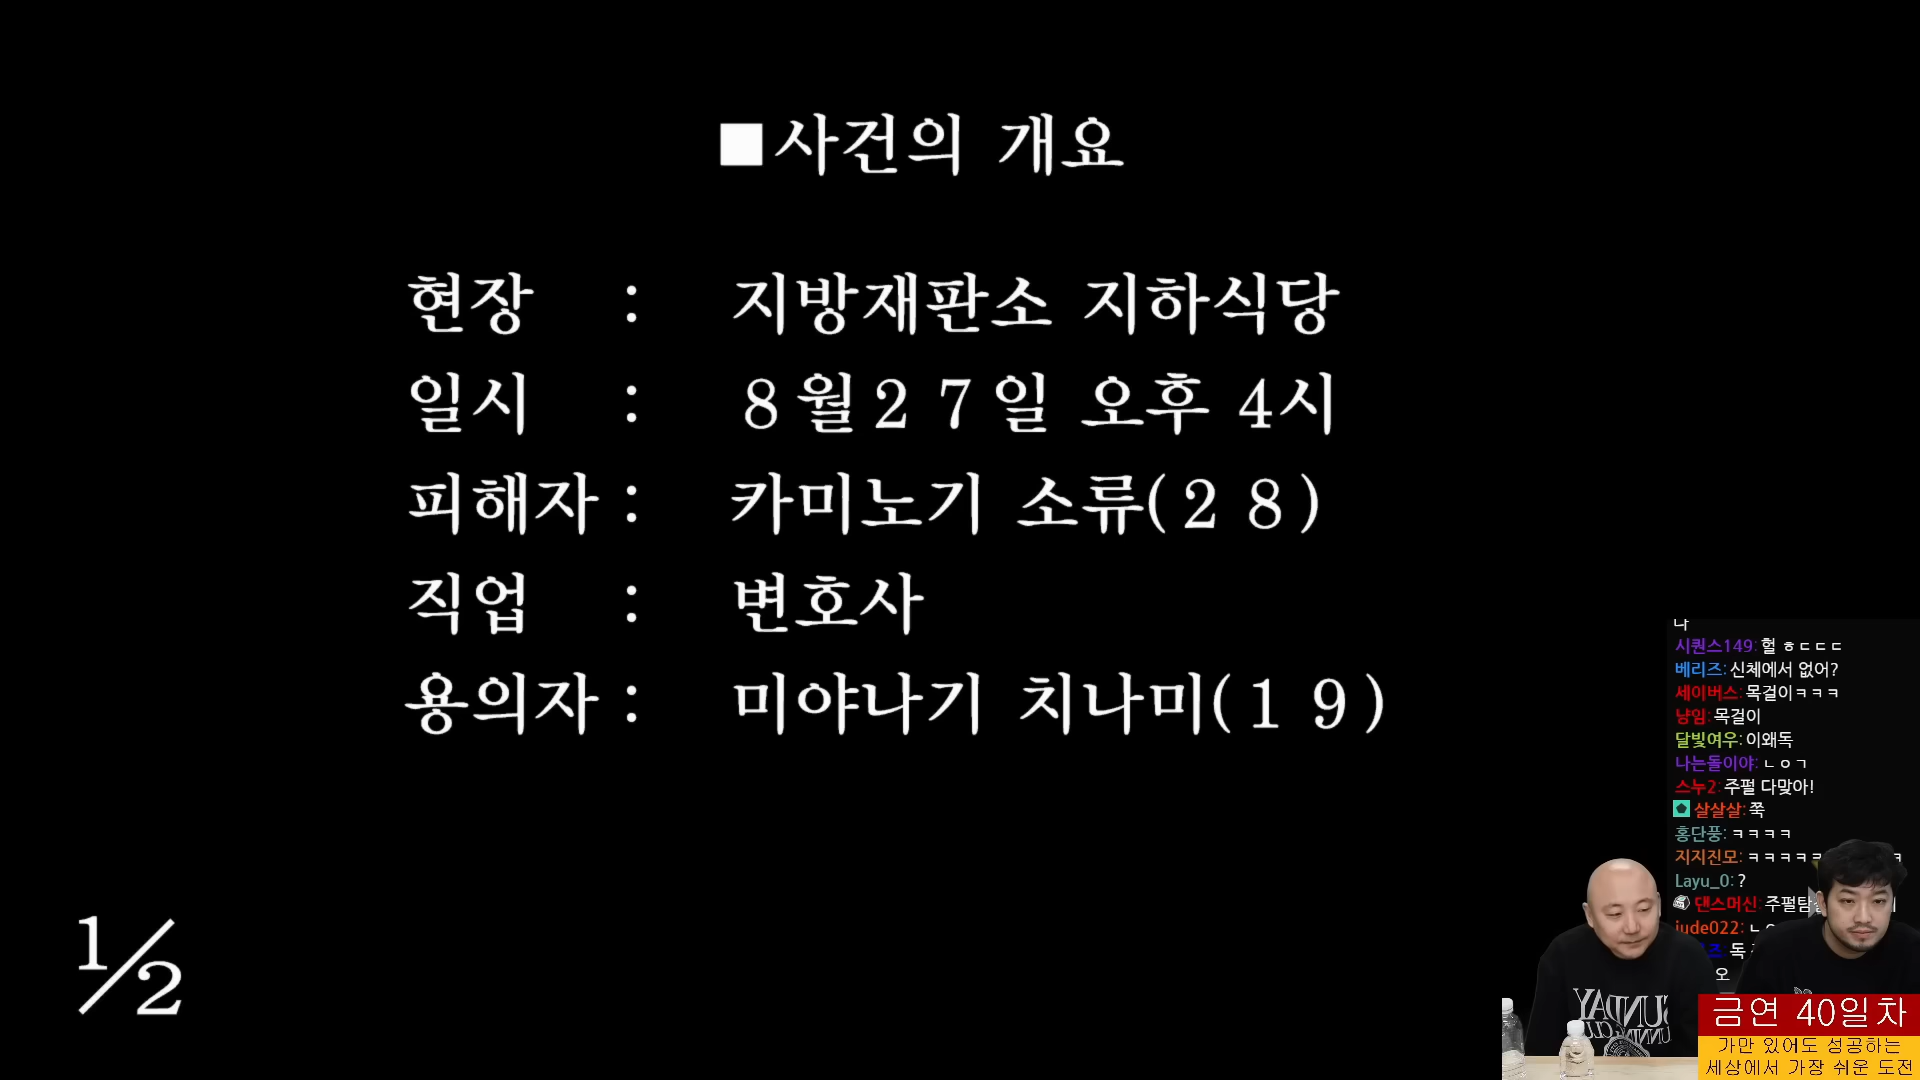 ■사건의 개요
현장 : 지방재판소 지하식당
일시 : 8월27일 오후 4시
피해자 : 카미노기 소류(28)
직업 : 변호사
용의자 : 미야나기 치나미(19)
1/2
나
시퀀스149: 헐 ㅎㄷㄷㄷ
베리즈: 신체에서 없어?
세이버스: 목걸이ㅋㅋㅋ
냥임: 목걸이
달빛여우: 이왜독
나는돌이야: ㄴㅇㄱ
스누2: 주펄 다맞아!
살살살: 쭉
홍단풍: ㅋㅋㅋㅋ
지지진모: ㅋㅋㅋㅋㅋ
Layu_0: ?
댄스머신: 주펄탐
jude022: ㄴㅇ
즈: 독
오
SUNDAY
금연 40일차
가만 있어도 성공하는
세상에서 가장 쉬운 도전